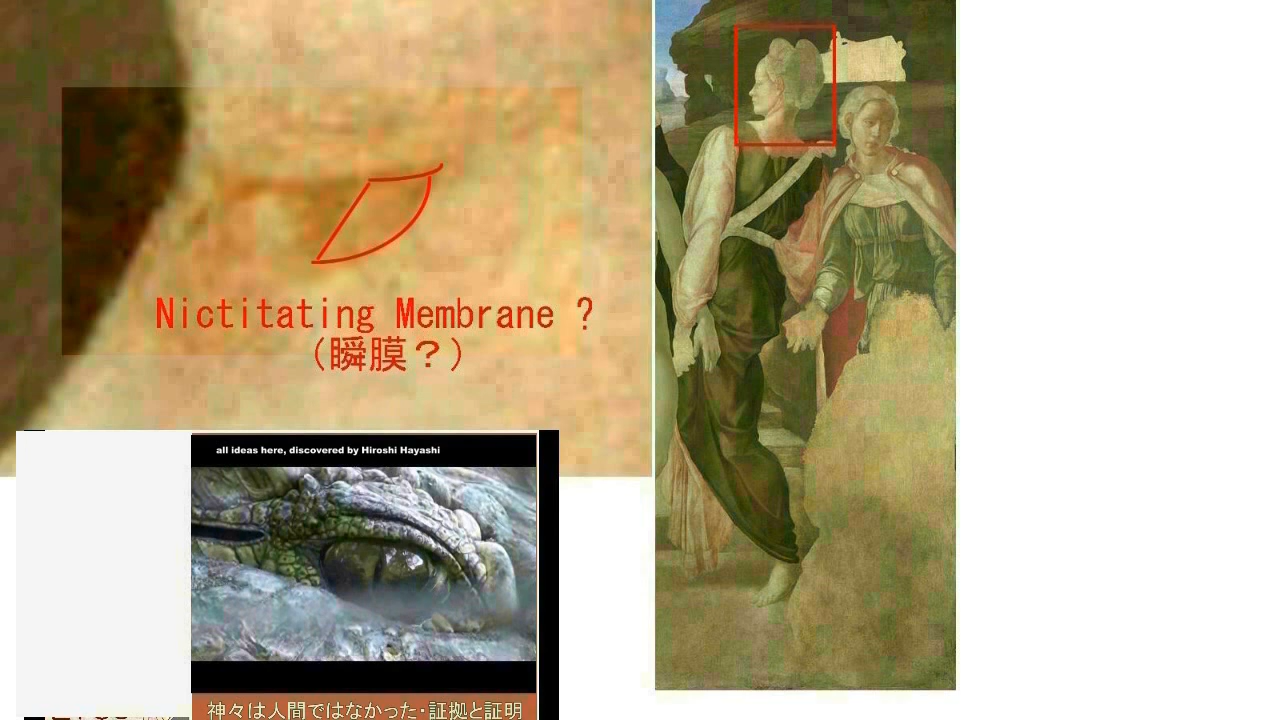 Nictitating Membrane ?
（瞬膜？）
all ideas here, discovered by Hiroshi Hayashi
神々は人間ではなかった・証拠と証明